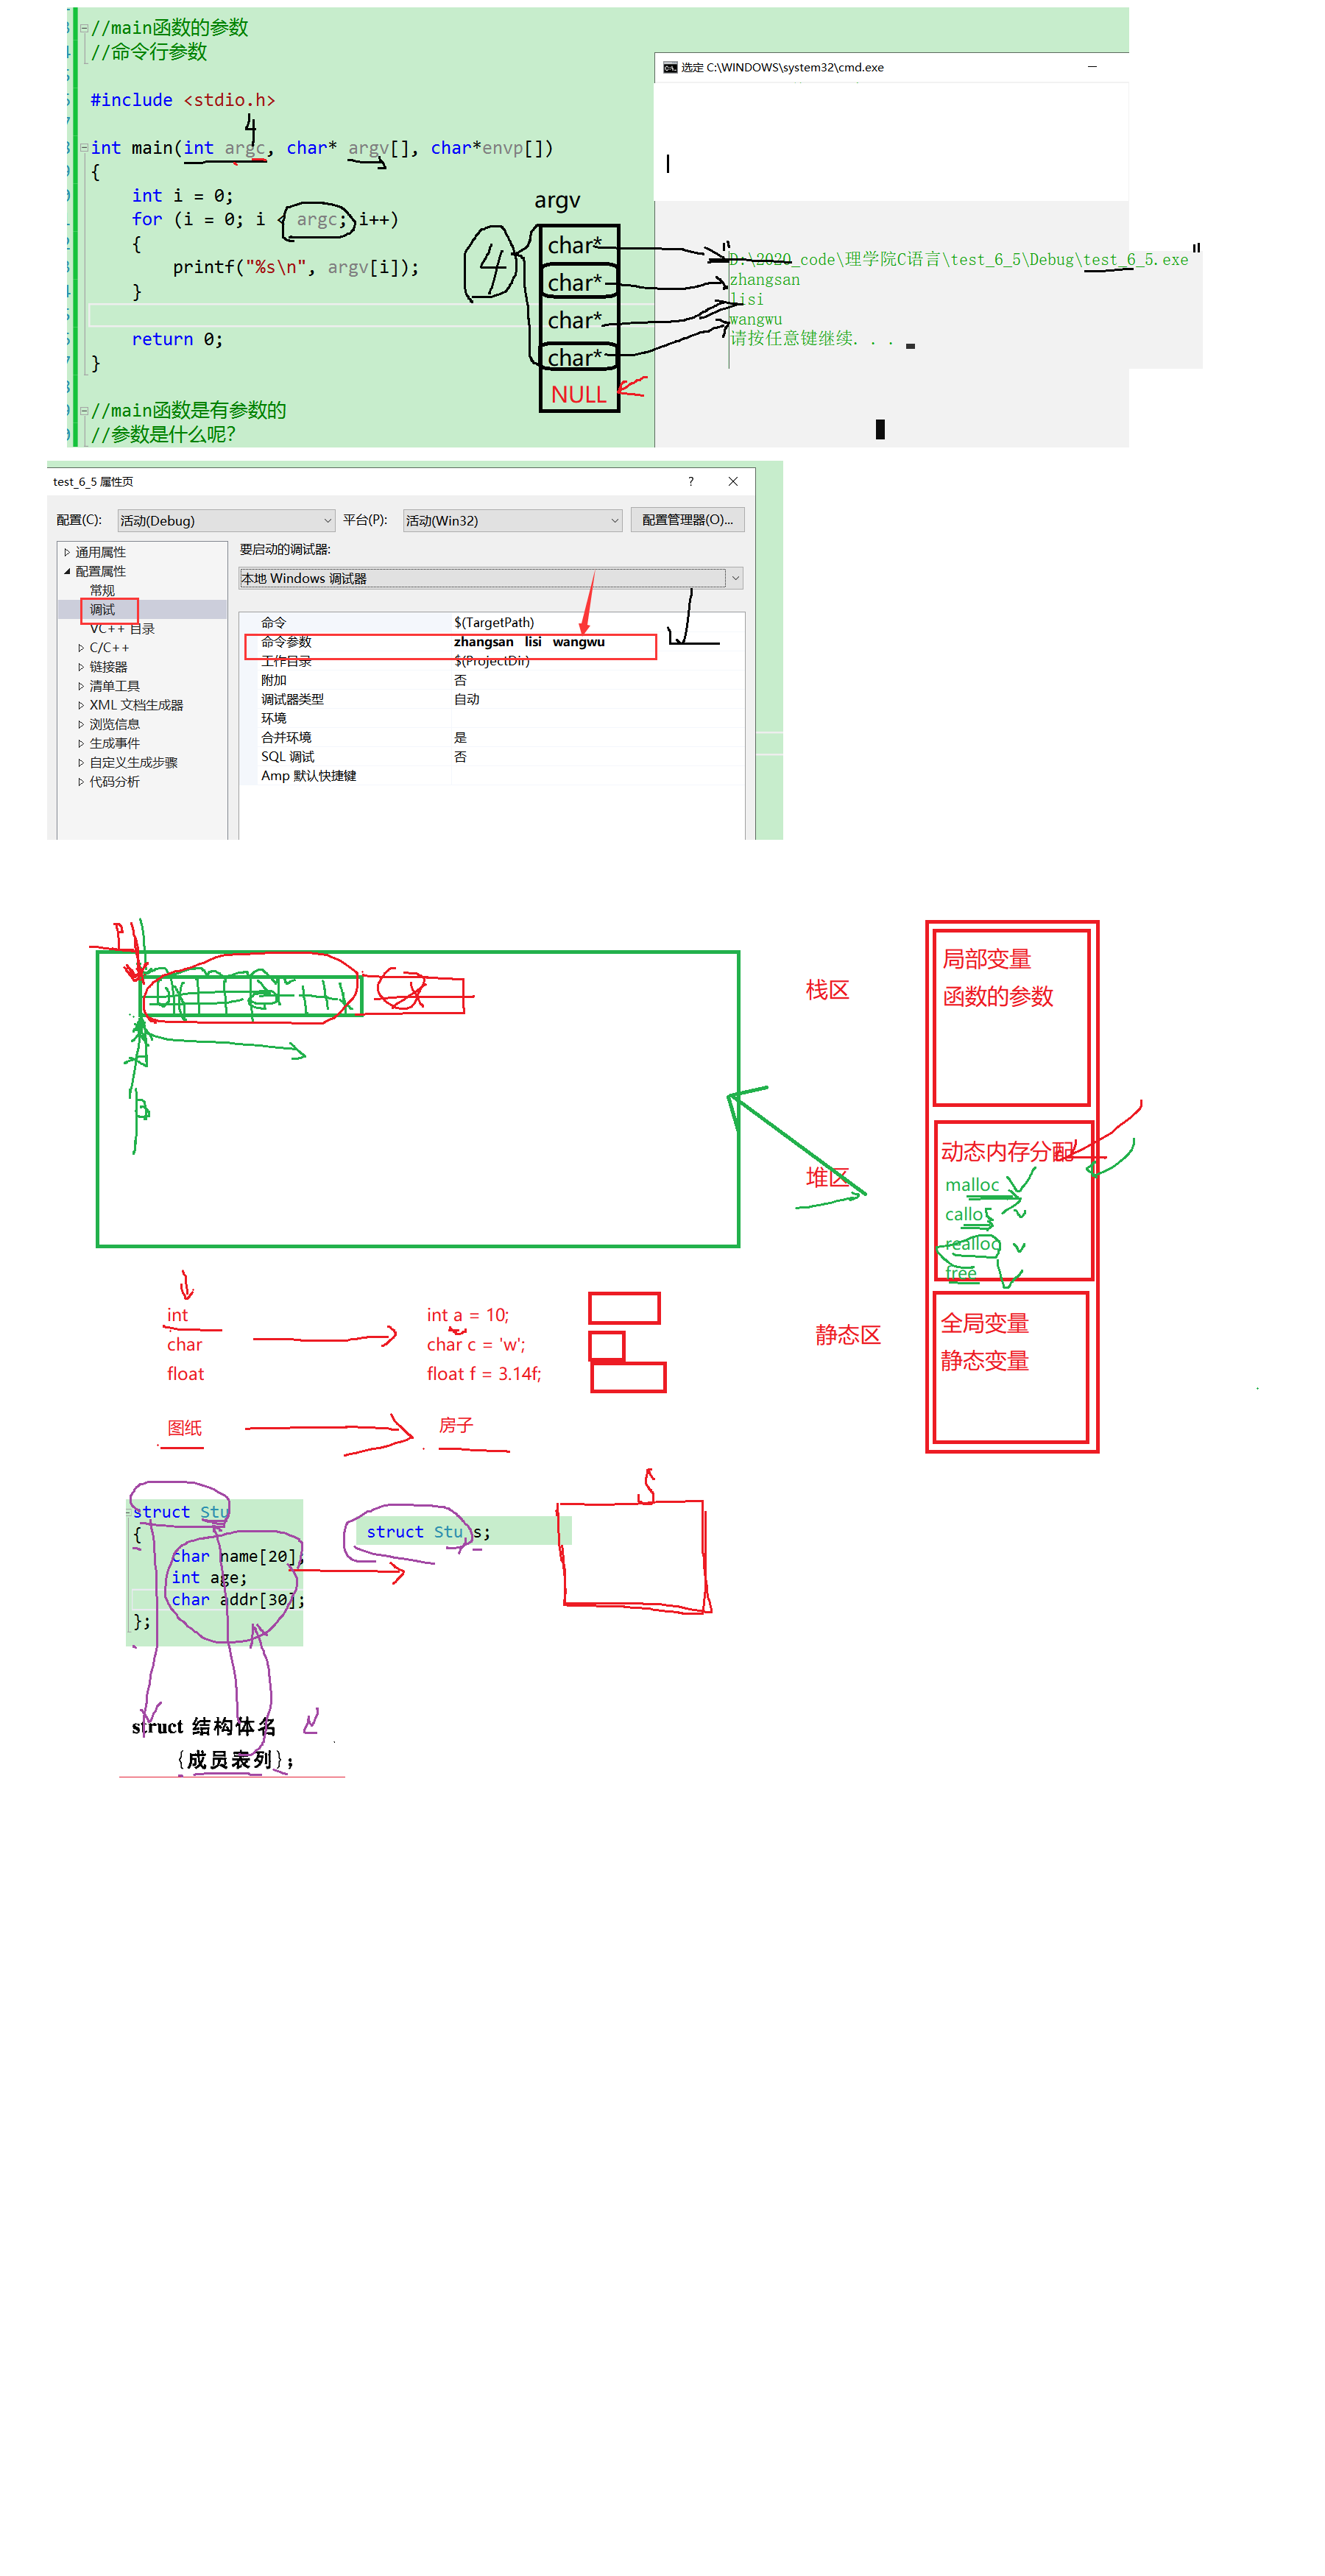 //main函数的参数
//命令行参数
#include <stdio.h>
4
int main(int argc, char* argv[], char*envp[])
{
int i = 0;
for (i = 0; i < argc; i++)
{
printf("%s\n", argv[i]);
}
return 0;
}
//main函数是有参数的
//参数是什么呢?
argv
4
char*
char*
char*
char*
NULL
选定 C:\WINDOWS\system32\cmd.exe
"D:\2020_code\理学院C语言\test_6_5\Debug\test_6_5.exe"
zhangsan
lisi
wangwu
请按任意键继续. . .
test_6_5 属性页
? ×
配置(C): 活动(Debug) 平台(P): 活动(Win32) 配置管理器(O)...
通用属性
配置属性
常规
调试
VC++ 目录
C/C++
链接器
清单工具
XML 文档生成器
浏览信息
生成事件
自定义生成步骤
代码分析
要启动的调试器:
本地 Windows 调试器
命令 $(TargetPath)
命令参数 zhangsan lisi wangwu
工作目录 $(ProjectDir)
附加 否
调试器类型 自动
环境
合并环境 是
SQL 调试 否
Amp 默认快捷键
P
栈区
局部变量
函数的参数
堆区
动态内存分配
malloc
calloc
realloc
free
静态区
全局变量
静态变量
int int a = 10;
char char c = 'w';
float float f = 3.14f;
图纸 房子
struct Stu
{
char name[20];
int age;
char addr[30];
};
struct Stu s;
struct 结构体名
{成员表列};